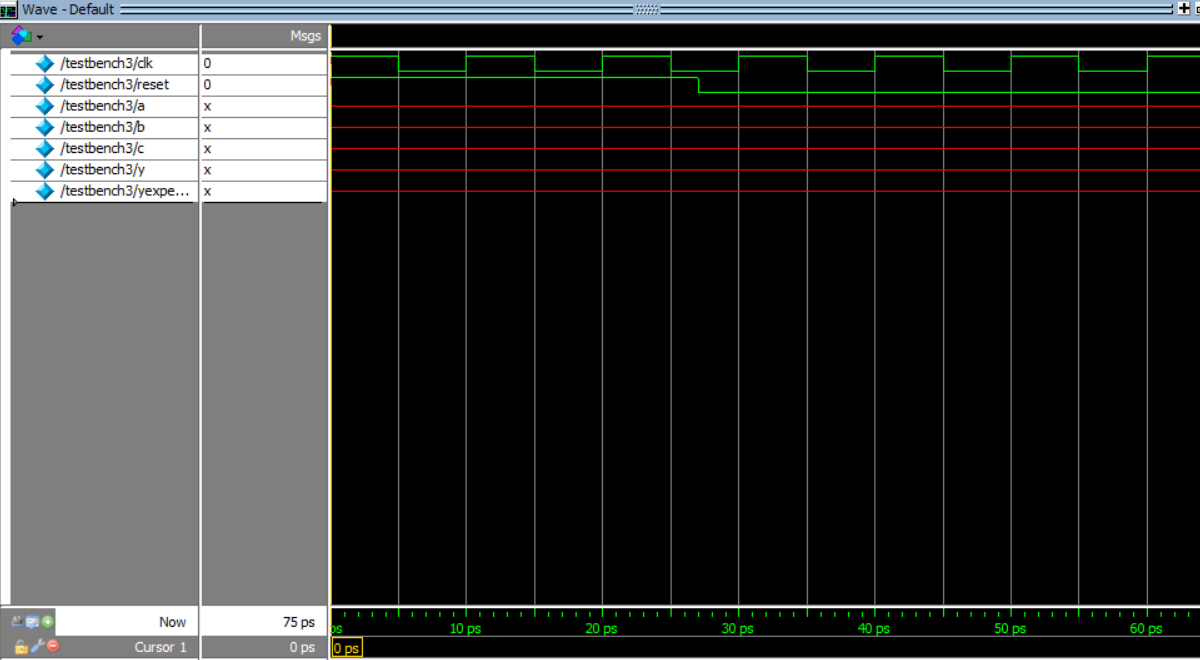 Wave - Default
Msgs
/testbench3/clk 0
/testbench3/reset 0
/testbench3/a x
/testbench3/b x
/testbench3/c x
/testbench3/y x
/testbench3/yexpe... x
Now 75 ps
ps 10 ps 20 ps 30 ps 40 ps 50 ps 60 ps
Cursor 1 0 ps
0 ps